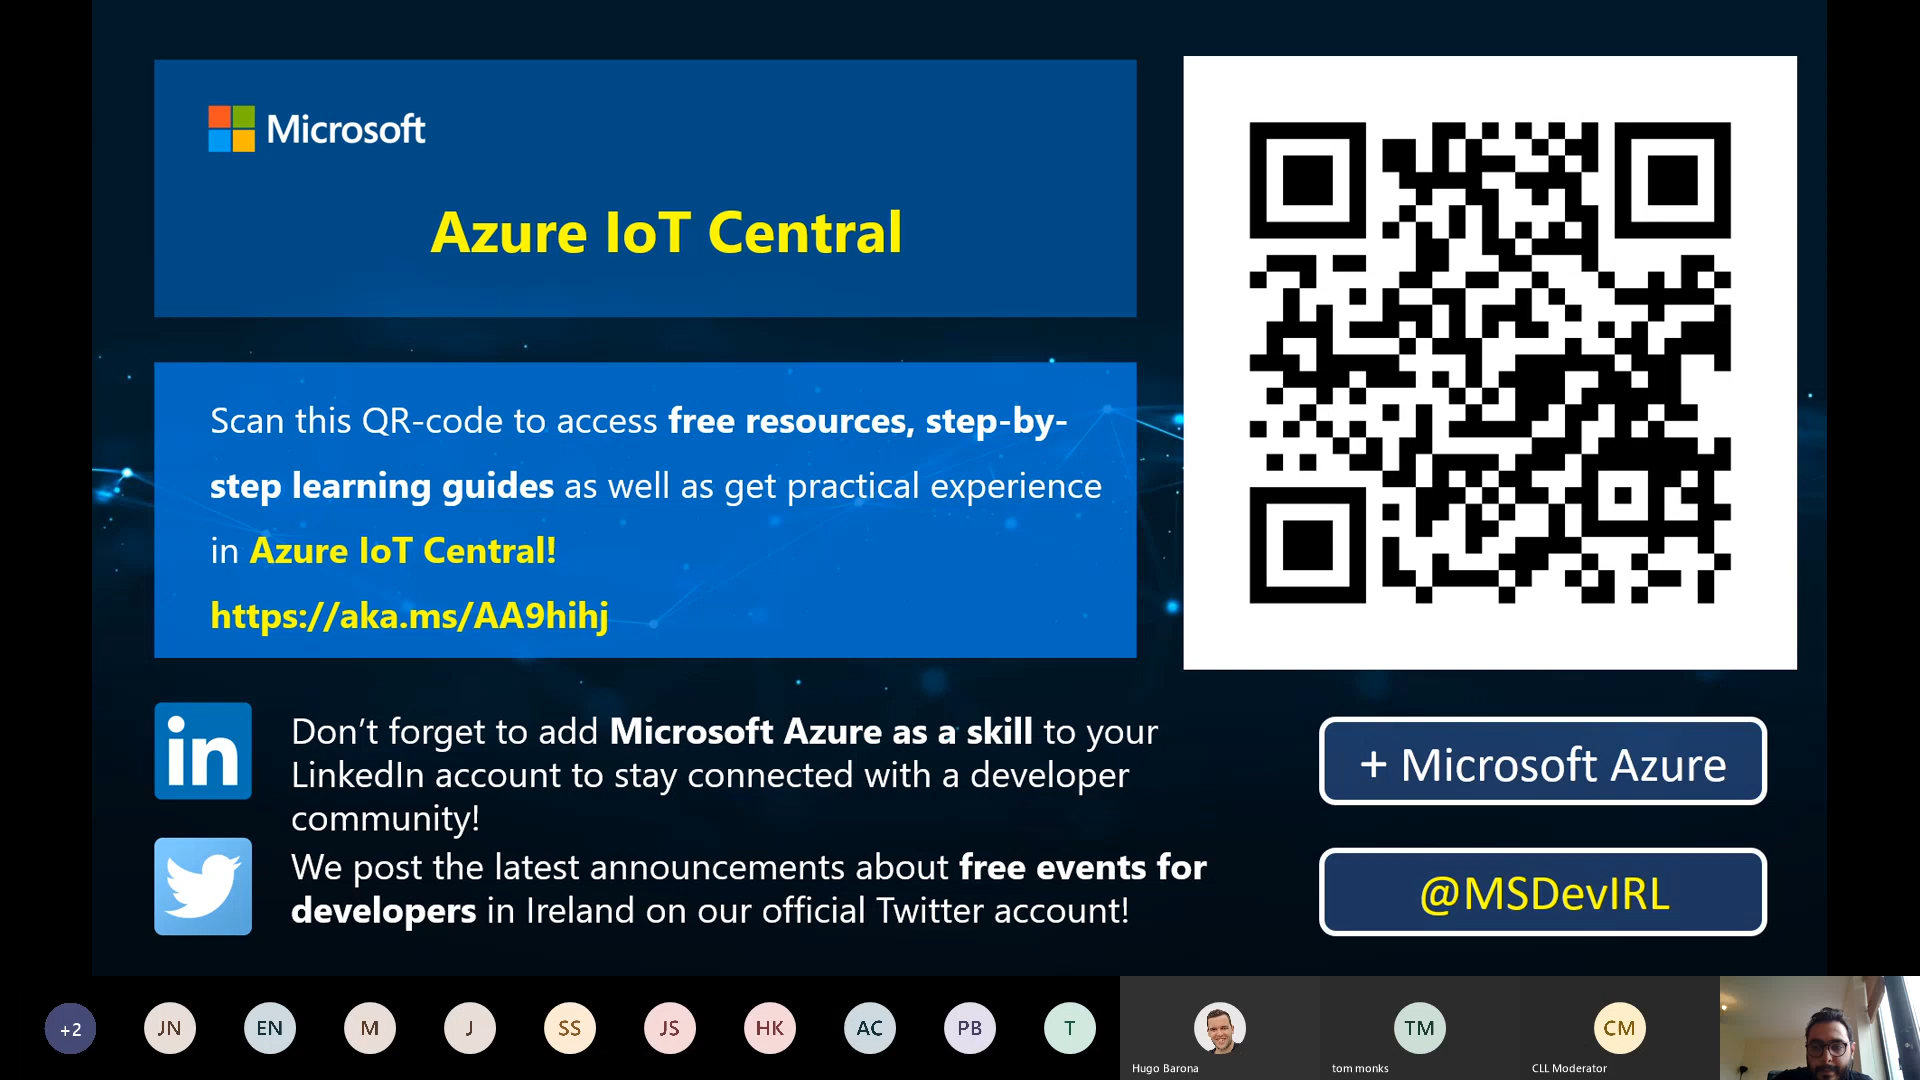 Microsoft
Azure IoT Central
Scan this QR-code to access free resources, step-by-
step learning guides as well as get practical experience
in Azure IoT Central!
https://aka.ms/AA9hihj
in
Don’t forget to add Microsoft Azure as a skill to your
LinkedIn account to stay connected with a developer
community!
+ Microsoft Azure
We post the latest announcements about free events for
developers in Ireland on our official Twitter account!
@MSDevIRL
+2
JN
EN
M
J
SS
JS
HK
AC
PB
T
Hugo Barona
TM
tom monks
CM
CLL Moderator